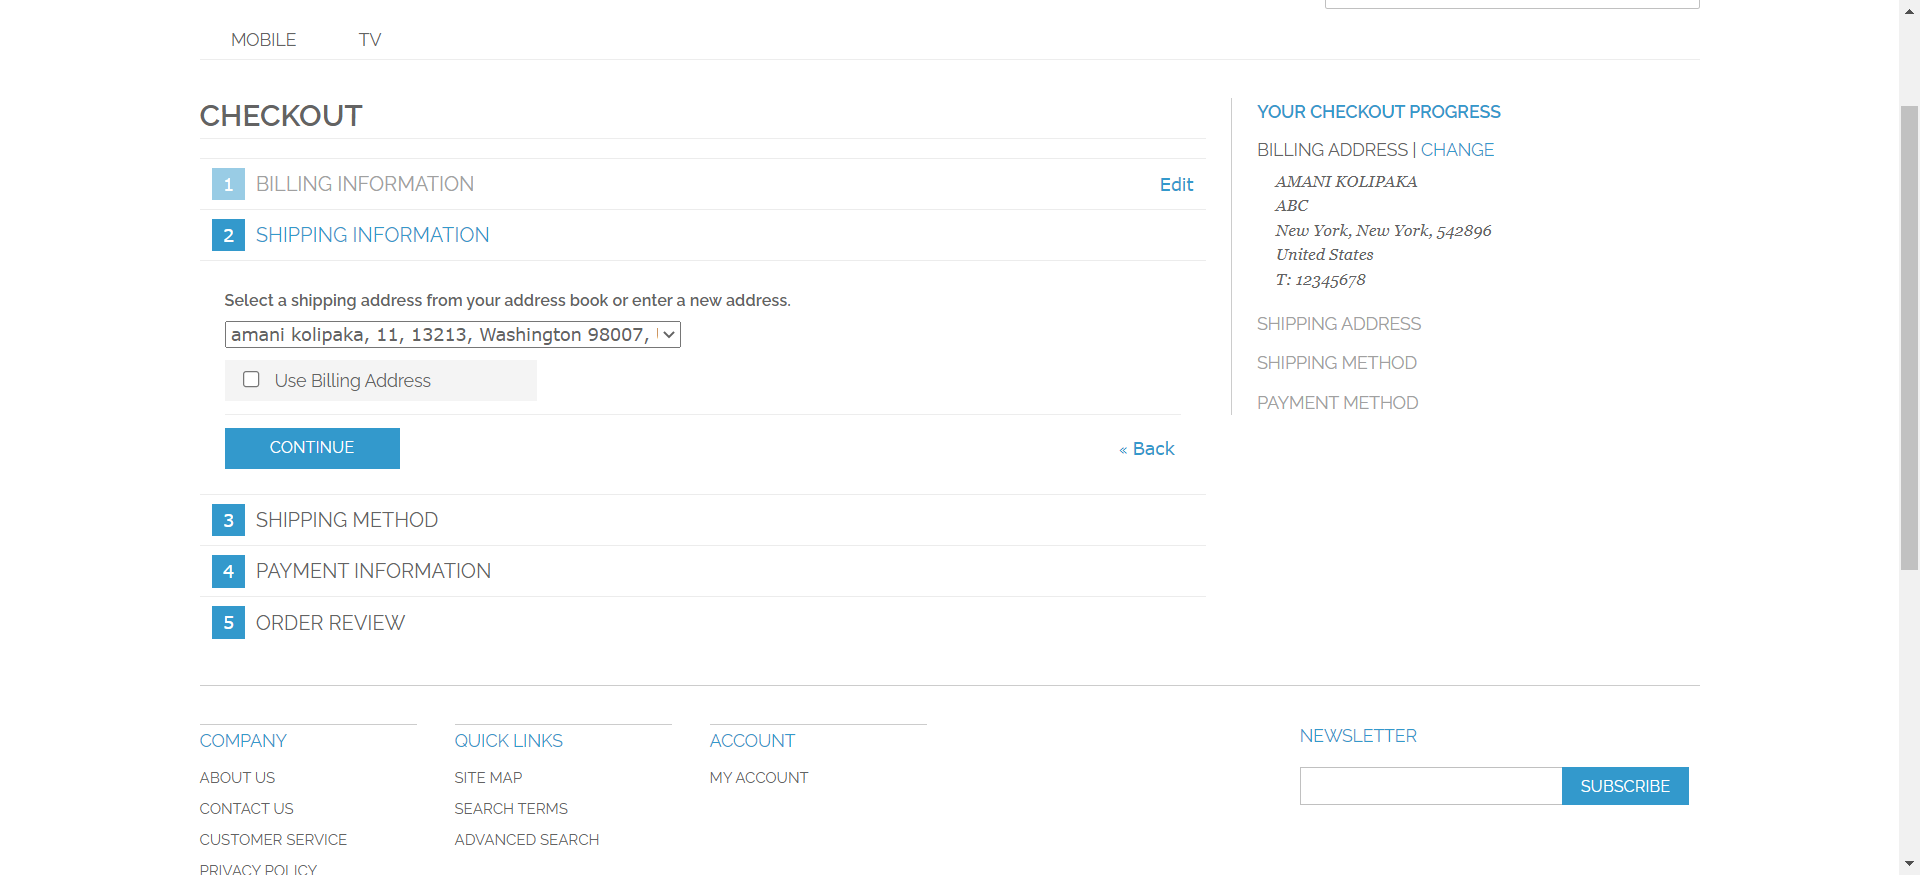 MOBILE TV
CHECKOUT
1 BILLING INFORMATION Edit
2 SHIPPING INFORMATION
Select a shipping address from your address book or enter a new address.
amani kolipaka, 11, 13213, Washington 98007,
Use Billing Address
CONTINUE « Back
3 SHIPPING METHOD
4 PAYMENT INFORMATION
5 ORDER REVIEW
YOUR CHECKOUT PROGRESS
BILLING ADDRESS | CHANGE
AMANI KOLIPAKA
ABC
New York, New York, 542896
United States
T: 12345678
SHIPPING ADDRESS
SHIPPING METHOD
PAYMENT METHOD
COMPANY
ABOUT US
CONTACT US
CUSTOMER SERVICE
PRIVACY POLICY
QUICK LINKS
SITE MAP
SEARCH TERMS
ADVANCED SEARCH
ACCOUNT
MY ACCOUNT
NEWSLETTER
SUBSCRIBE